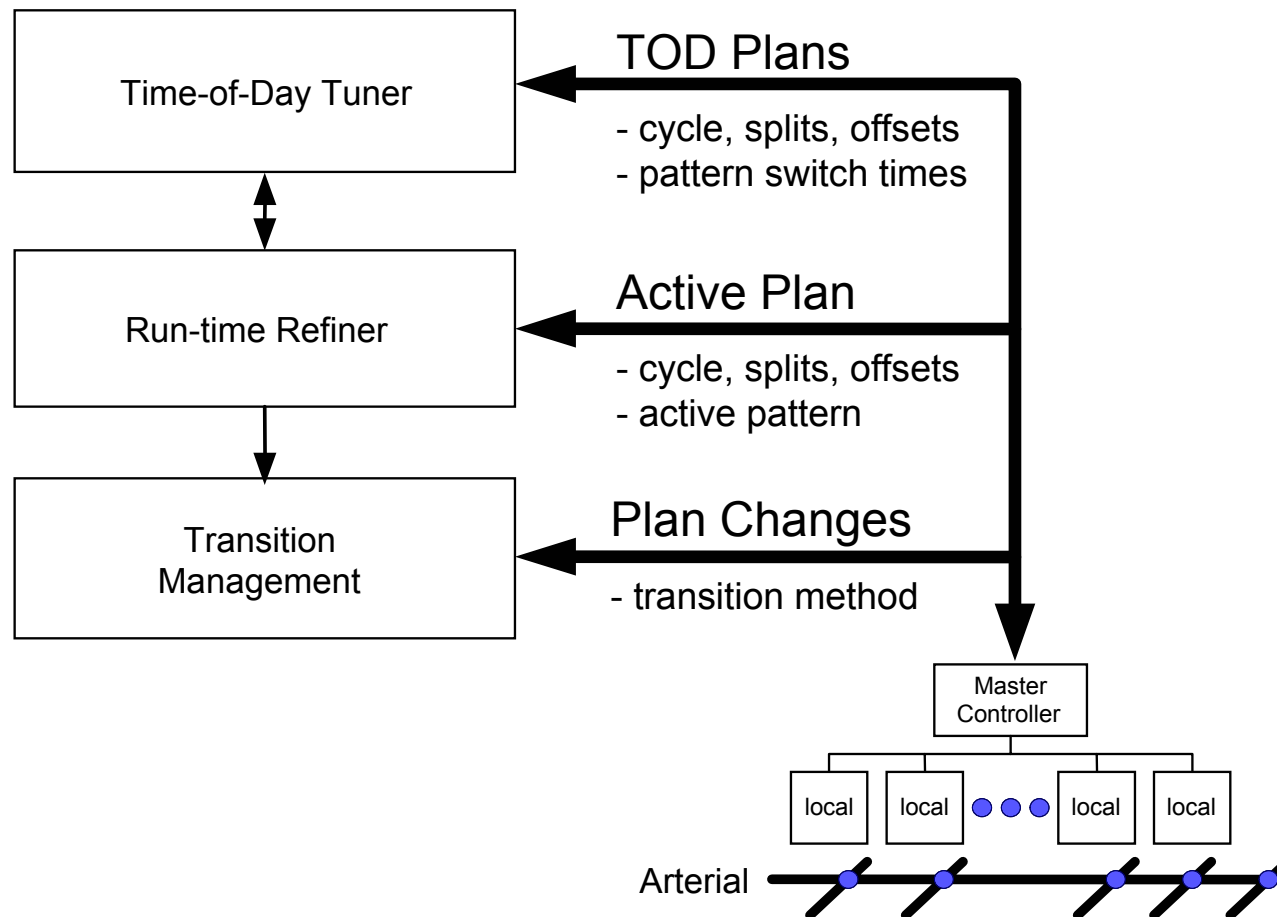 TOD Plans
Time-of-Day Tuner
- cycle, splits, offsets
- pattern switch times
Active Plan
Run-time Refiner
- cycle, splits, offsets
- active pattern
Plan Changes
Transition
Management
- transition method
Master
Controller
local
local
local
local
Arterial